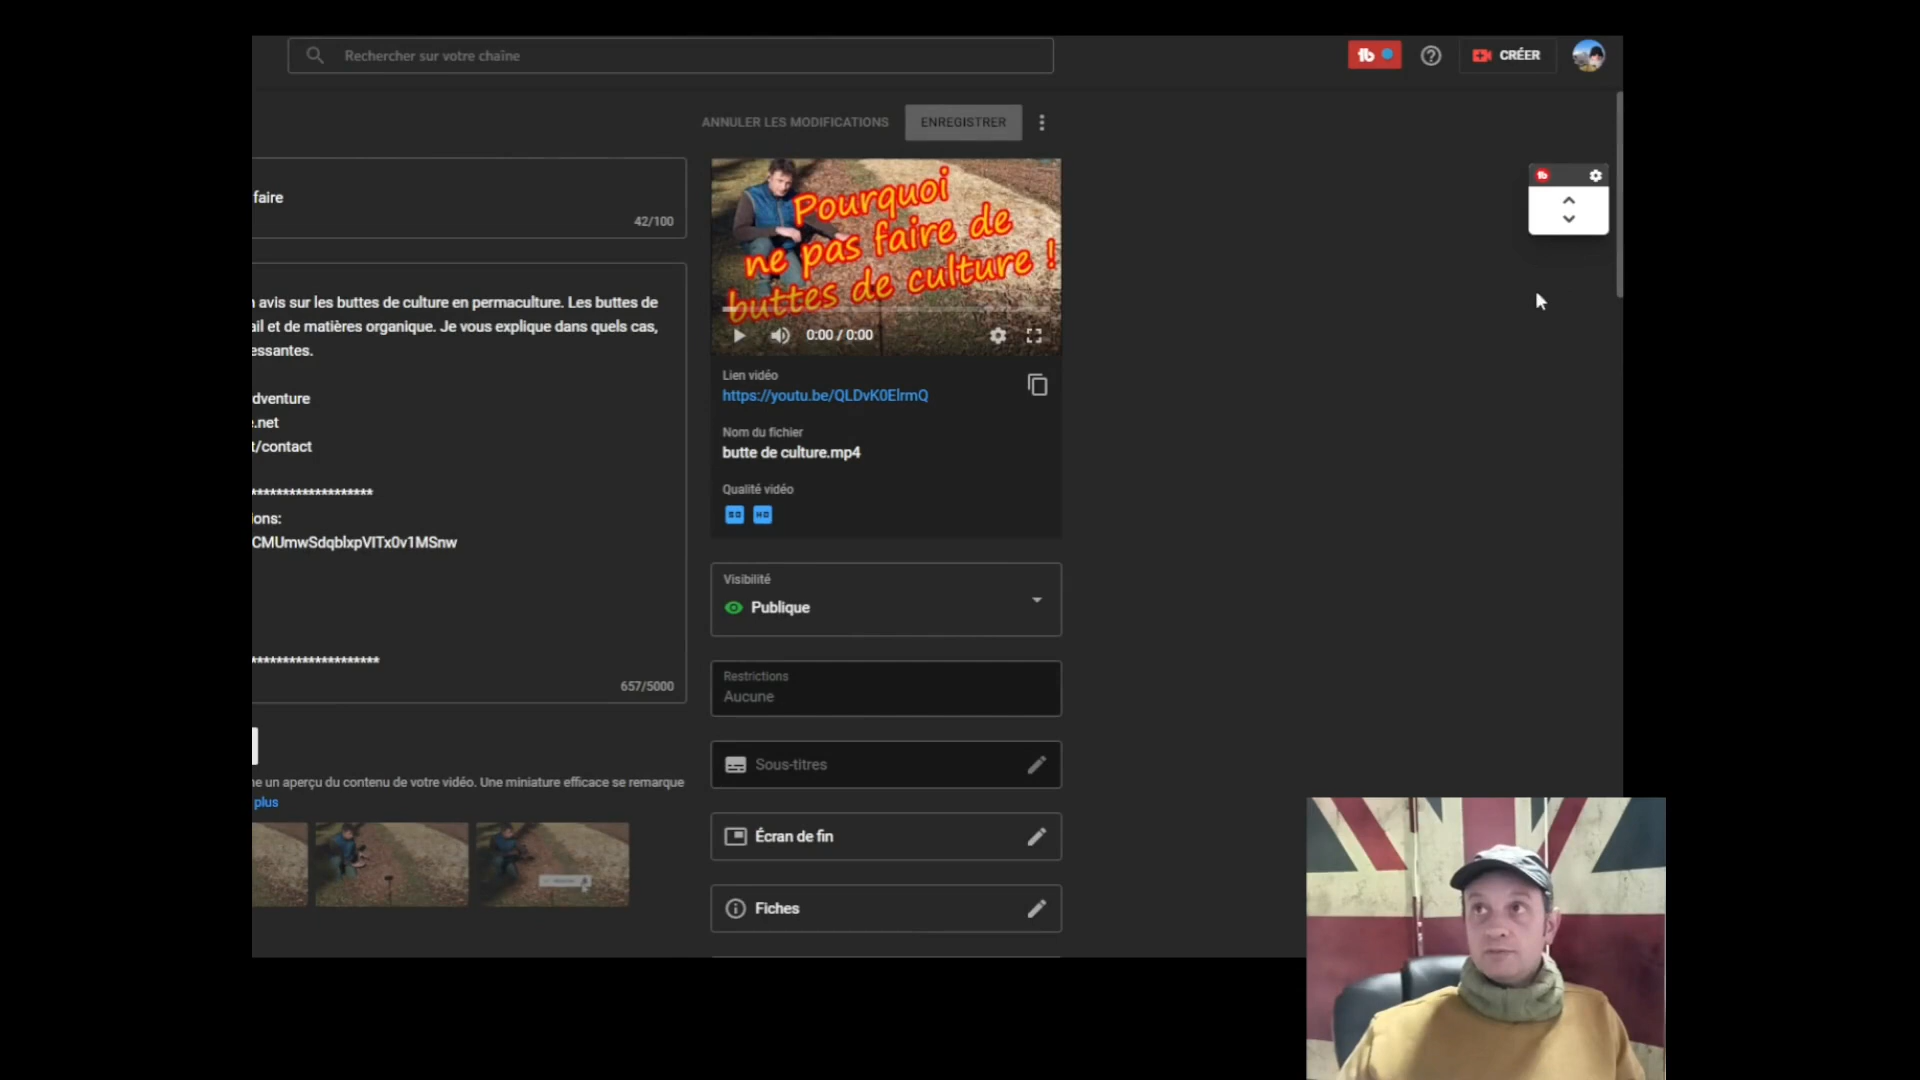 Rechercher sur votre chaîne
CRÉER
ANNULER LES MODIFICATIONS
ENREGISTRER
faire
42/100
avis sur les buttes de culture en permaculture. Les buttes de
et de matières organique. Je vous explique dans quels cas,
essantes.
dventure
.net
t/contact
*******************
ions:
CMUmwSdqblxpVITx0v1MSnw
********************
657/5000
Pourquoi
ne pas faire de
buttes de culture !
0:00 / 0:00
Lien vidéo
https://youtu.be/QLDvK0ElrmQ
Nom du fichier
butte de culture.mp4
Qualité vidéo
SD HD
Visibilité
Publique
Restrictions
Aucune
Sous-titres
Écran de fin
Fiches
un aperçu du contenu de votre vidéo. Une miniature efficace se remarque
plus